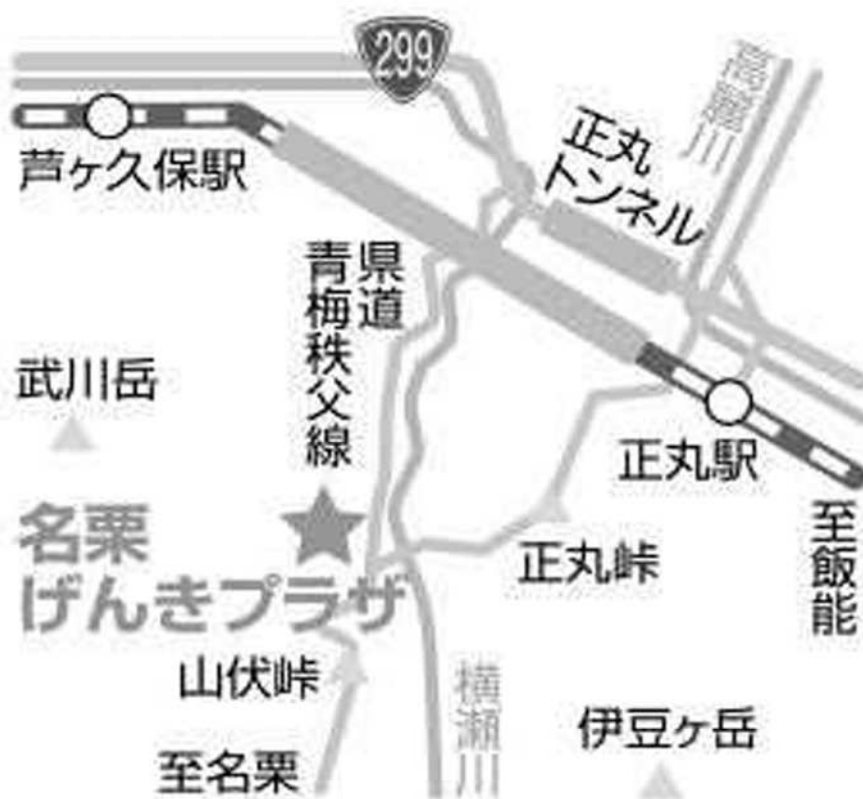 299
高麗川
正丸
トンネル
芦ヶ久保駅
県道
青梅秩父線
武川岳
正丸駅
至飯能
名栗
げんきプラザ
正丸峠
山伏峠
横瀬川
伊豆ヶ岳
至名栗